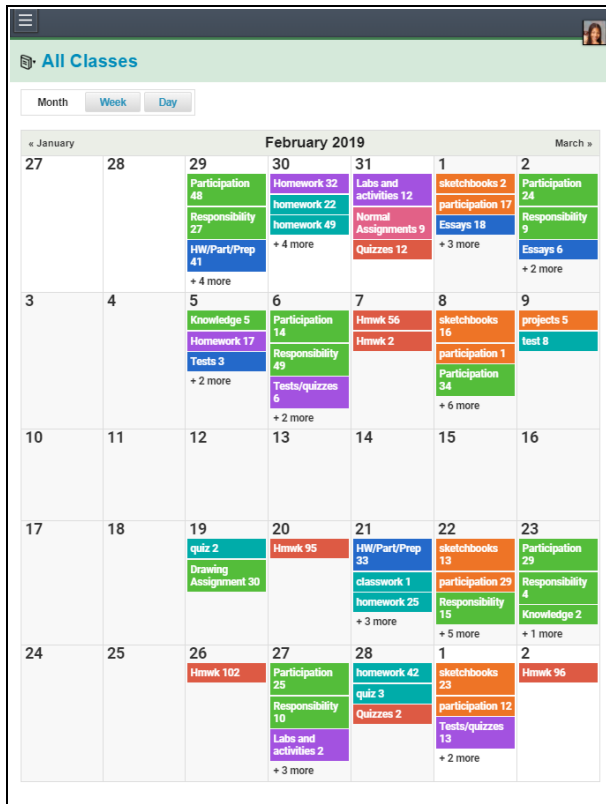 All Classes
Month Week Day
« January February 2019 March »
27 28 29 30 31 1 2
Participation 48
Responsibility 27
HW/Part/Prep 41
+ 4 more
Homework 32
homework 22
homework 49
+ 4 more
Labs and activities 12
Normal Assignments 9
Quizzes 12
sketchbooks 2
participation 17
Essays 18
+ 3 more
Participation 24
Responsibility 9
Essays 6
+ 2 more
3 4 5 6 7 8 9
Knowledge 5
Homework 17
Tests 3
+ 2 more
Participation 14
Responsibility 49
Tests/quizzes 6
+ 2 more
Hmwk 56
Hmwk 2
sketchbooks 16
participation 1
Participation 34
+ 6 more
projects 5
test 8
10 11 12 13 14 15 16
17 18 19 20 21 22 23
quiz 2
Drawing Assignment 30
Hmwk 95
HW/Part/Prep 33
classwork 1
homework 25
+ 3 more
sketchbooks 13
participation 29
Responsibility 15
+ 5 more
Participation 29
Responsibility 4
Knowledge 2
+ 1 more
24 25 26 27 28 1 2
Hmwk 102
Participation 25
Responsibility 10
Labs and activities 2
+ 3 more
homework 42
quiz 3
Quizzes 2
sketchbooks 23
participation 12
Tests/quizzes 13
+ 2 more
Hmwk 96